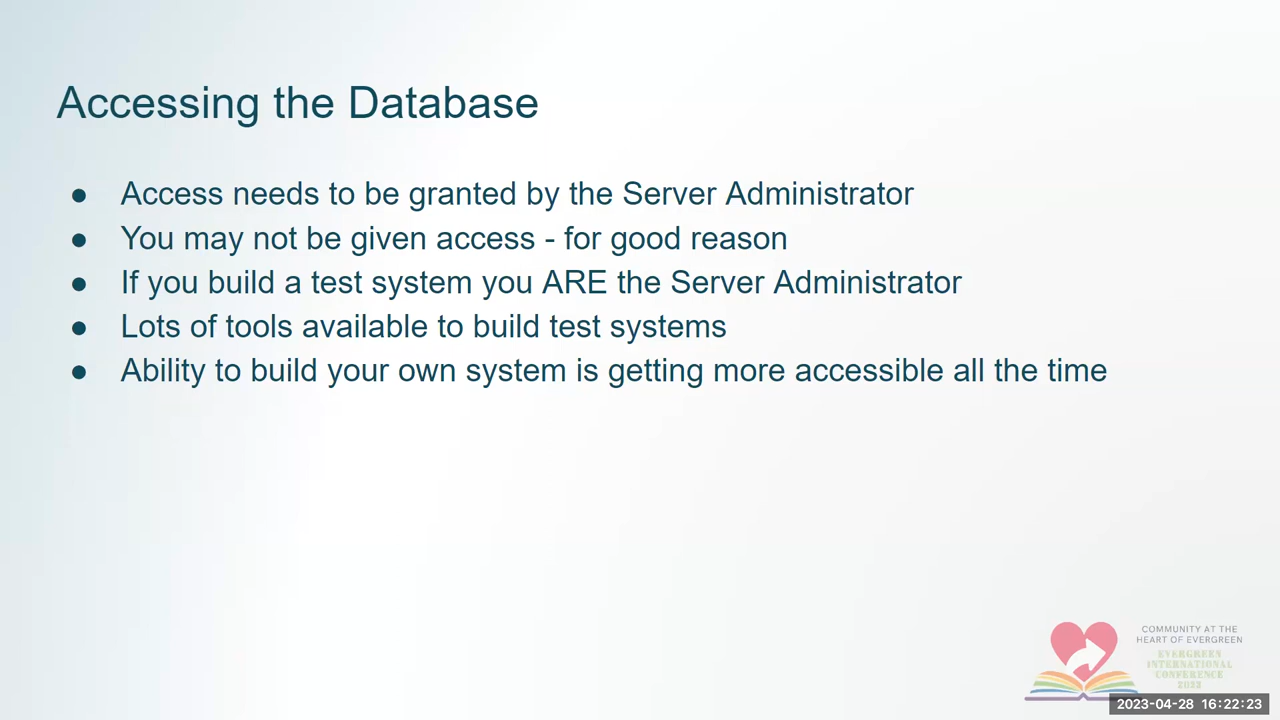 Accessing the Database
● Access needs to be granted by the Server Administrator
● You may not be given access - for good reason
● If you build a test system you ARE the Server Administrator
● Lots of tools available to build test systems
● Ability to build your own system is getting more accessible all the time
COMMUNITY AT THE
HEART OF EVERGREEN
EVERGREEN
INTERNATIONAL
CONFERENCE
2023
2023-04-28 16:22:23